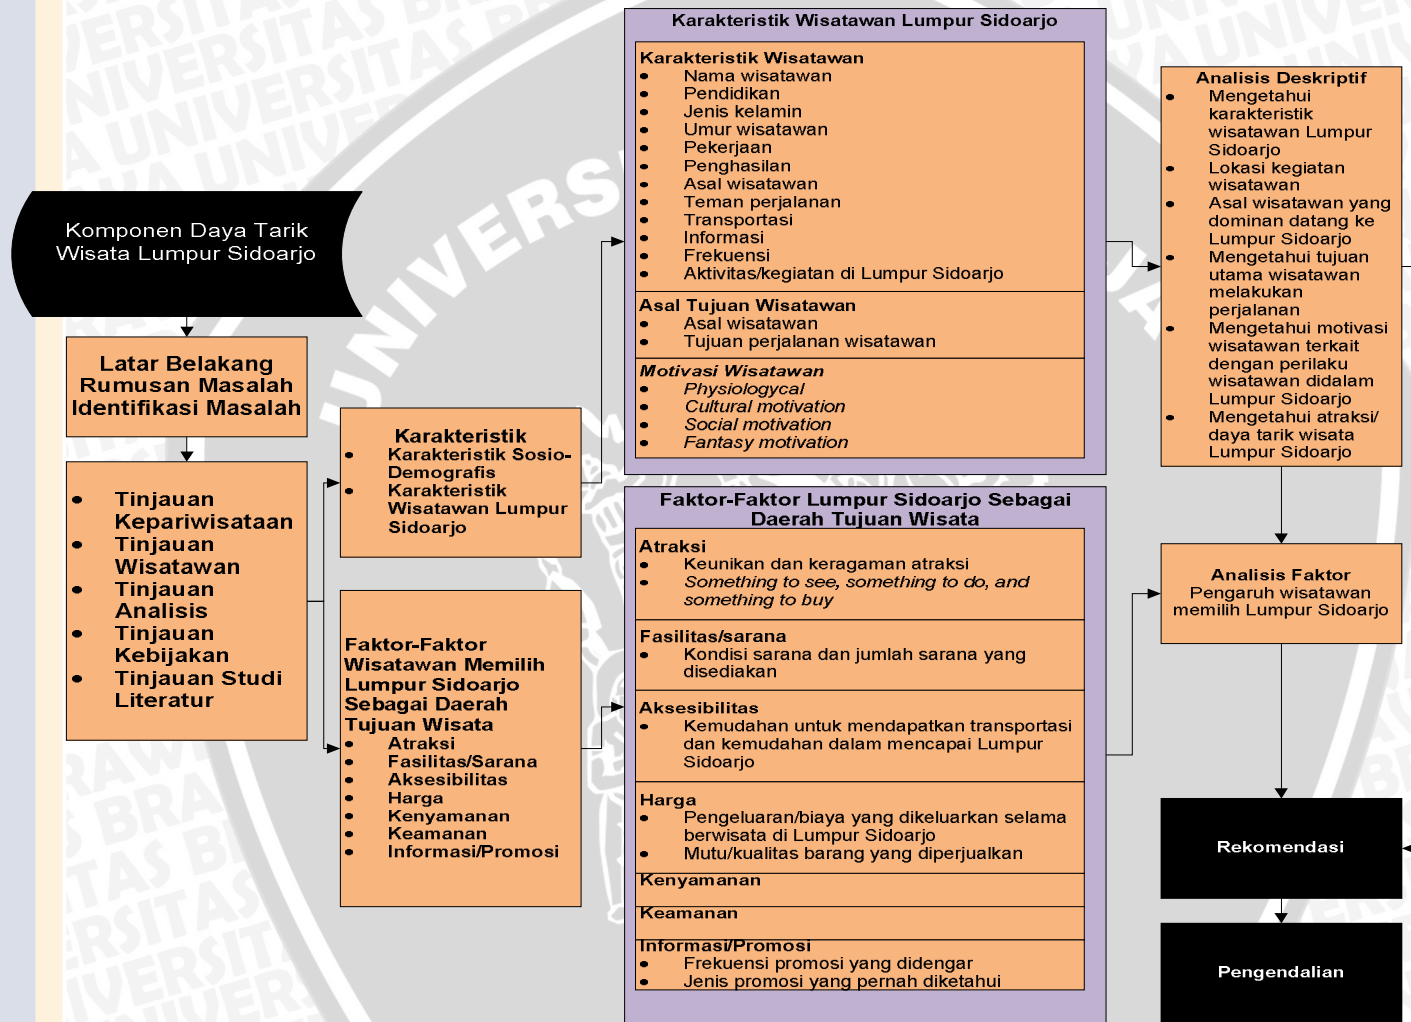 Komponen Daya Tarik
Wisata Lumpur Sidoarjo
Latar Belakang
Rumusan Masalah
Identifikasi Masalah
• Tinjauan
Kepariwisataan
• Tinjauan
Wisatawan
• Tinjauan
Analisis
• Tinjauan
Kebijakan
• Tinjauan Studi
Literatur
Karakteristik
• Karakteristik Sosio-
Demografis
• Karakteristik
Wisatawan Lumpur
Sidoarjo
Faktor-Faktor
Wisatawan Memilih
Lumpur Sidoarjo
Sebagai Daerah
Tujuan Wisata
• Atraksi
• Fasilitas/Sarana
• Aksesibilitas
• Harga
• Kenyamanan
• Keamanan
• Informasi/Promosi
Karakteristik Wisatawan Lumpur Sidoarjo
Karakteristik Wisatawan
• Nama wisatawan
• Pendidikan
• Jenis kelamin
• Umur wisatawan
• Pekerjaan
• Penghasilan
• Asal wisatawan
• Teman perjalanan
• Transportasi
• Informasi
• Frekuensi
• Aktivitas/kegiatan di Lumpur Sidoarjo
Asal Tujuan Wisatawan
• Asal wisatawan
• Tujuan perjalanan wisatawan
Motivasi Wisatawan
• Physiologycal
• Cultural motivation
• Social motivation
• Fantasy motivation
Faktor-Faktor Lumpur Sidoarjo Sebagai
Daerah Tujuan Wisata
Atraksi
• Keunikan dan keragaman atraksi
• Something to see, something to do, and
something to buy
Fasilitas/sarana
• Kondisi sarana dan jumlah sarana yang
disediakan
Aksesibilitas
• Kemudahan untuk mendapatkan transportasi
dan kemudahan dalam mencapai Lumpur
Sidoarjo
Harga
• Pengeluaran/biaya yang dikeluarkan selama
berwisata di Lumpur Sidoarjo
• Mutu/kualitas barang yang diperjualkan
Kenyamanan
Keamanan
Informasi/Promosi
• Frekuensi promosi yang didengar
• Jenis promosi yang pernah diketahui
Analisis Deskriptif
• Mengetahui
karakteristik
wisatawan Lumpur
Sidoarjo
• Lokasi kegiatan
wisatawan
• Asal wisatawan yang
dominan datang ke
Lumpur Sidoarjo
• Mengetahui tujuan
utama wisatawan
melakukan
perjalanan
• Mengetahui motivasi
wisatawan terkait
dengan perilaku
wisatawan didalam
Lumpur Sidoarjo
• Mengetahui atraksi/
daya tarik wisata
Lumpur Sidoarjo
Analisis Faktor
Pengaruh wisatawan
memilih Lumpur Sidoarjo
Rekomendasi
Pengendalian